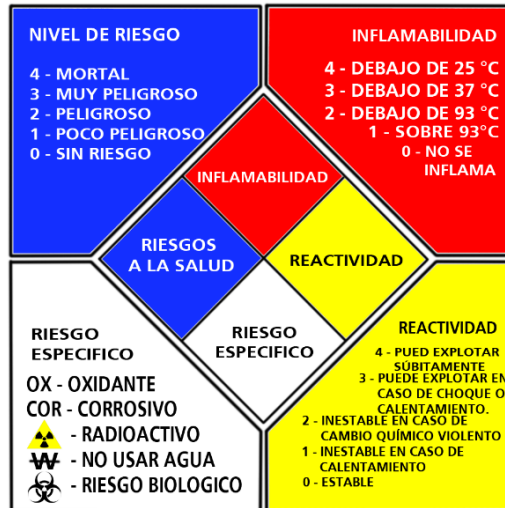 NIVEL DE RIESGO
4 - MORTAL
3 - MUY PELIGROSO
2 - PELIGROSO
1 - POCO PELIGROSO
0 - SIN RIESGO
INFLAMABILIDAD
4 - DEBAJO DE 25 °C
3 - DEBAJO DE 37 °C
2 - DEBAJO DE 93 °C
1 - SOBRE 93°C
0 - NO SE
INFLAMA
INFLAMABILIDAD
RIESGOS
A LA SALUD
REACTIVIDAD
RIESGO
ESPECIFICO
RIESGO
ESPECIFICO
OX - OXIDANTE
COR - CORROSIVO
- RADIOACTIVO
W - NO USAR AGUA
- RIESGO BIOLOGICO
REACTIVIDAD
4 - PUED EXPLOTAR
SÚBITAMENTE
3 - PUEDE EXPLOTAR EN
CASO DE CHOQUE O
CALENTAMIENTO.
2 - INESTABLE EN CASO DE
CAMBIO QUÍMICO VIOLENTO
1 - INESTABLE EN CASO DE
CALENTAMIENTO
0 - ESTABLE